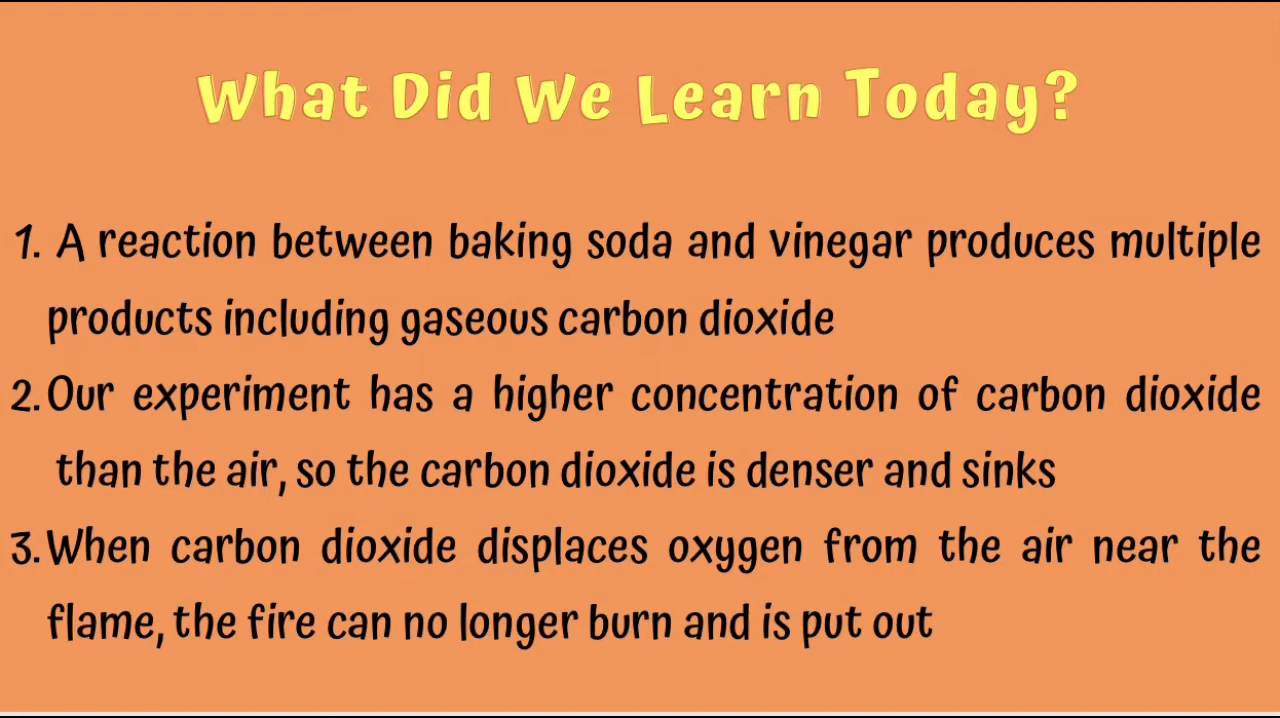 What Did We Learn Today?
1. A reaction between baking soda and vinegar produces multiple
products including gaseous carbon dioxide
2. Our experiment has a higher concentration of carbon dioxide
than the air, so the carbon dioxide is denser and sinks
3. When carbon dioxide displaces oxygen from the air near the
flame, the fire can no longer burn and is put out